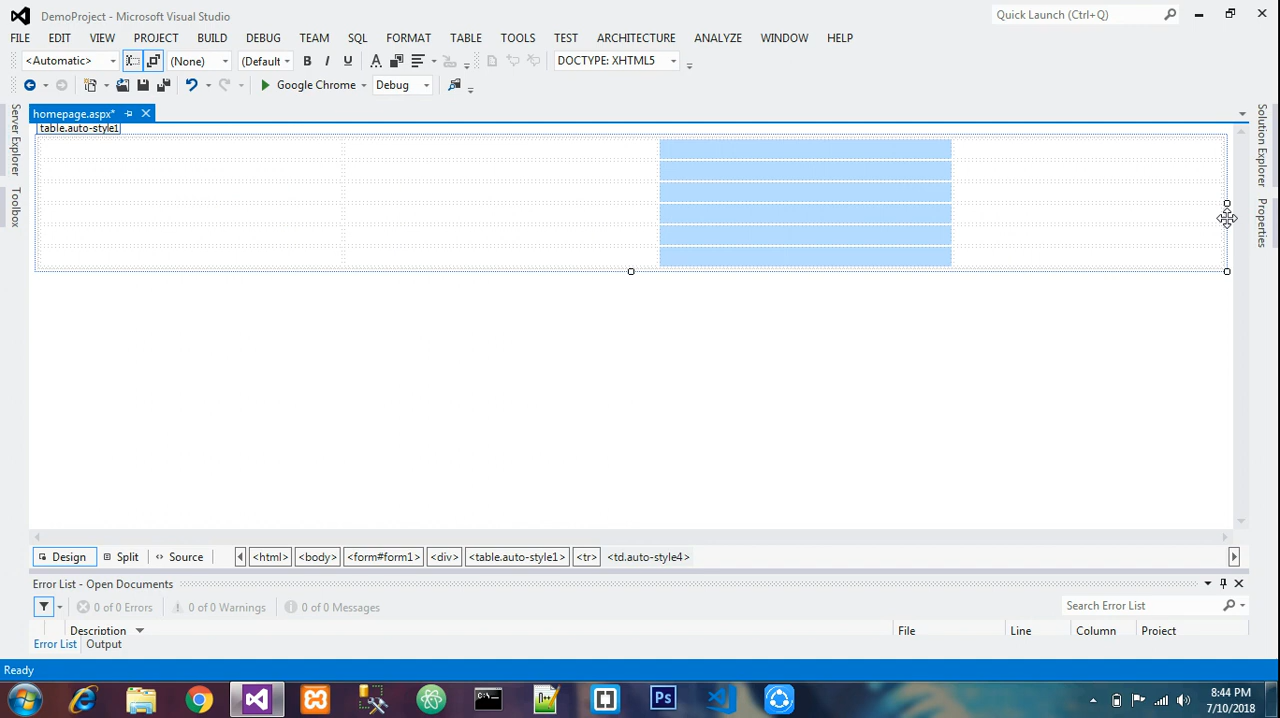 DemoProject - Microsoft Visual Studio
Quick Launch (Ctrl+Q)
FILE EDIT VIEW PROJECT BUILD DEBUG TEAM SQL FORMAT TABLE TOOLS TEST ARCHITECTURE ANALYZE WINDOW HELP
<Automatic> (None) (Default B I U A DOCTYPE: XHTML5
Google Chrome Debug
homepage.aspx*
table.auto-style1
Server Explorer
Toolbox
Solution Explorer
Properties
Design Split Source <html> <body> <form#form1> <div> <table.auto-style1> <tr> <td.auto-style4>
Error List - Open Documents
0 of 0 Errors 0 of 0 Warnings 0 of 0 Messages Search Error List
Description File Line Column Project
Error List Output
Ready
Ps
8:44 PM
7/10/2018